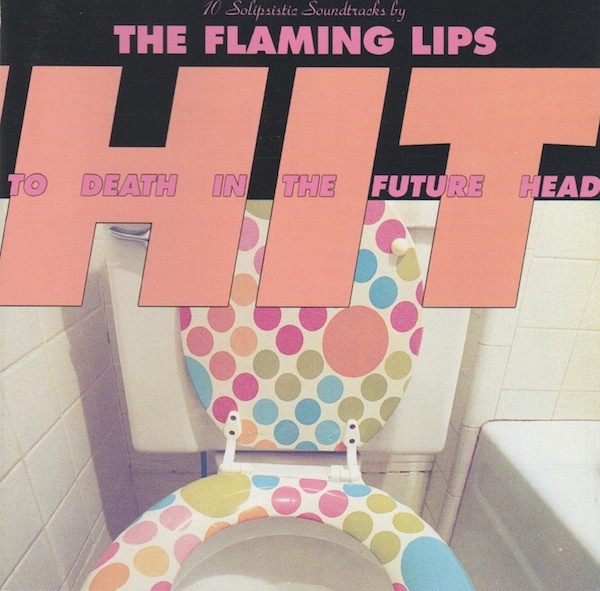 10 Solipsistic Soundtracks by
THE FLAMING LIPS
HIT
TO DEATH IN THE FUTURE HEAD